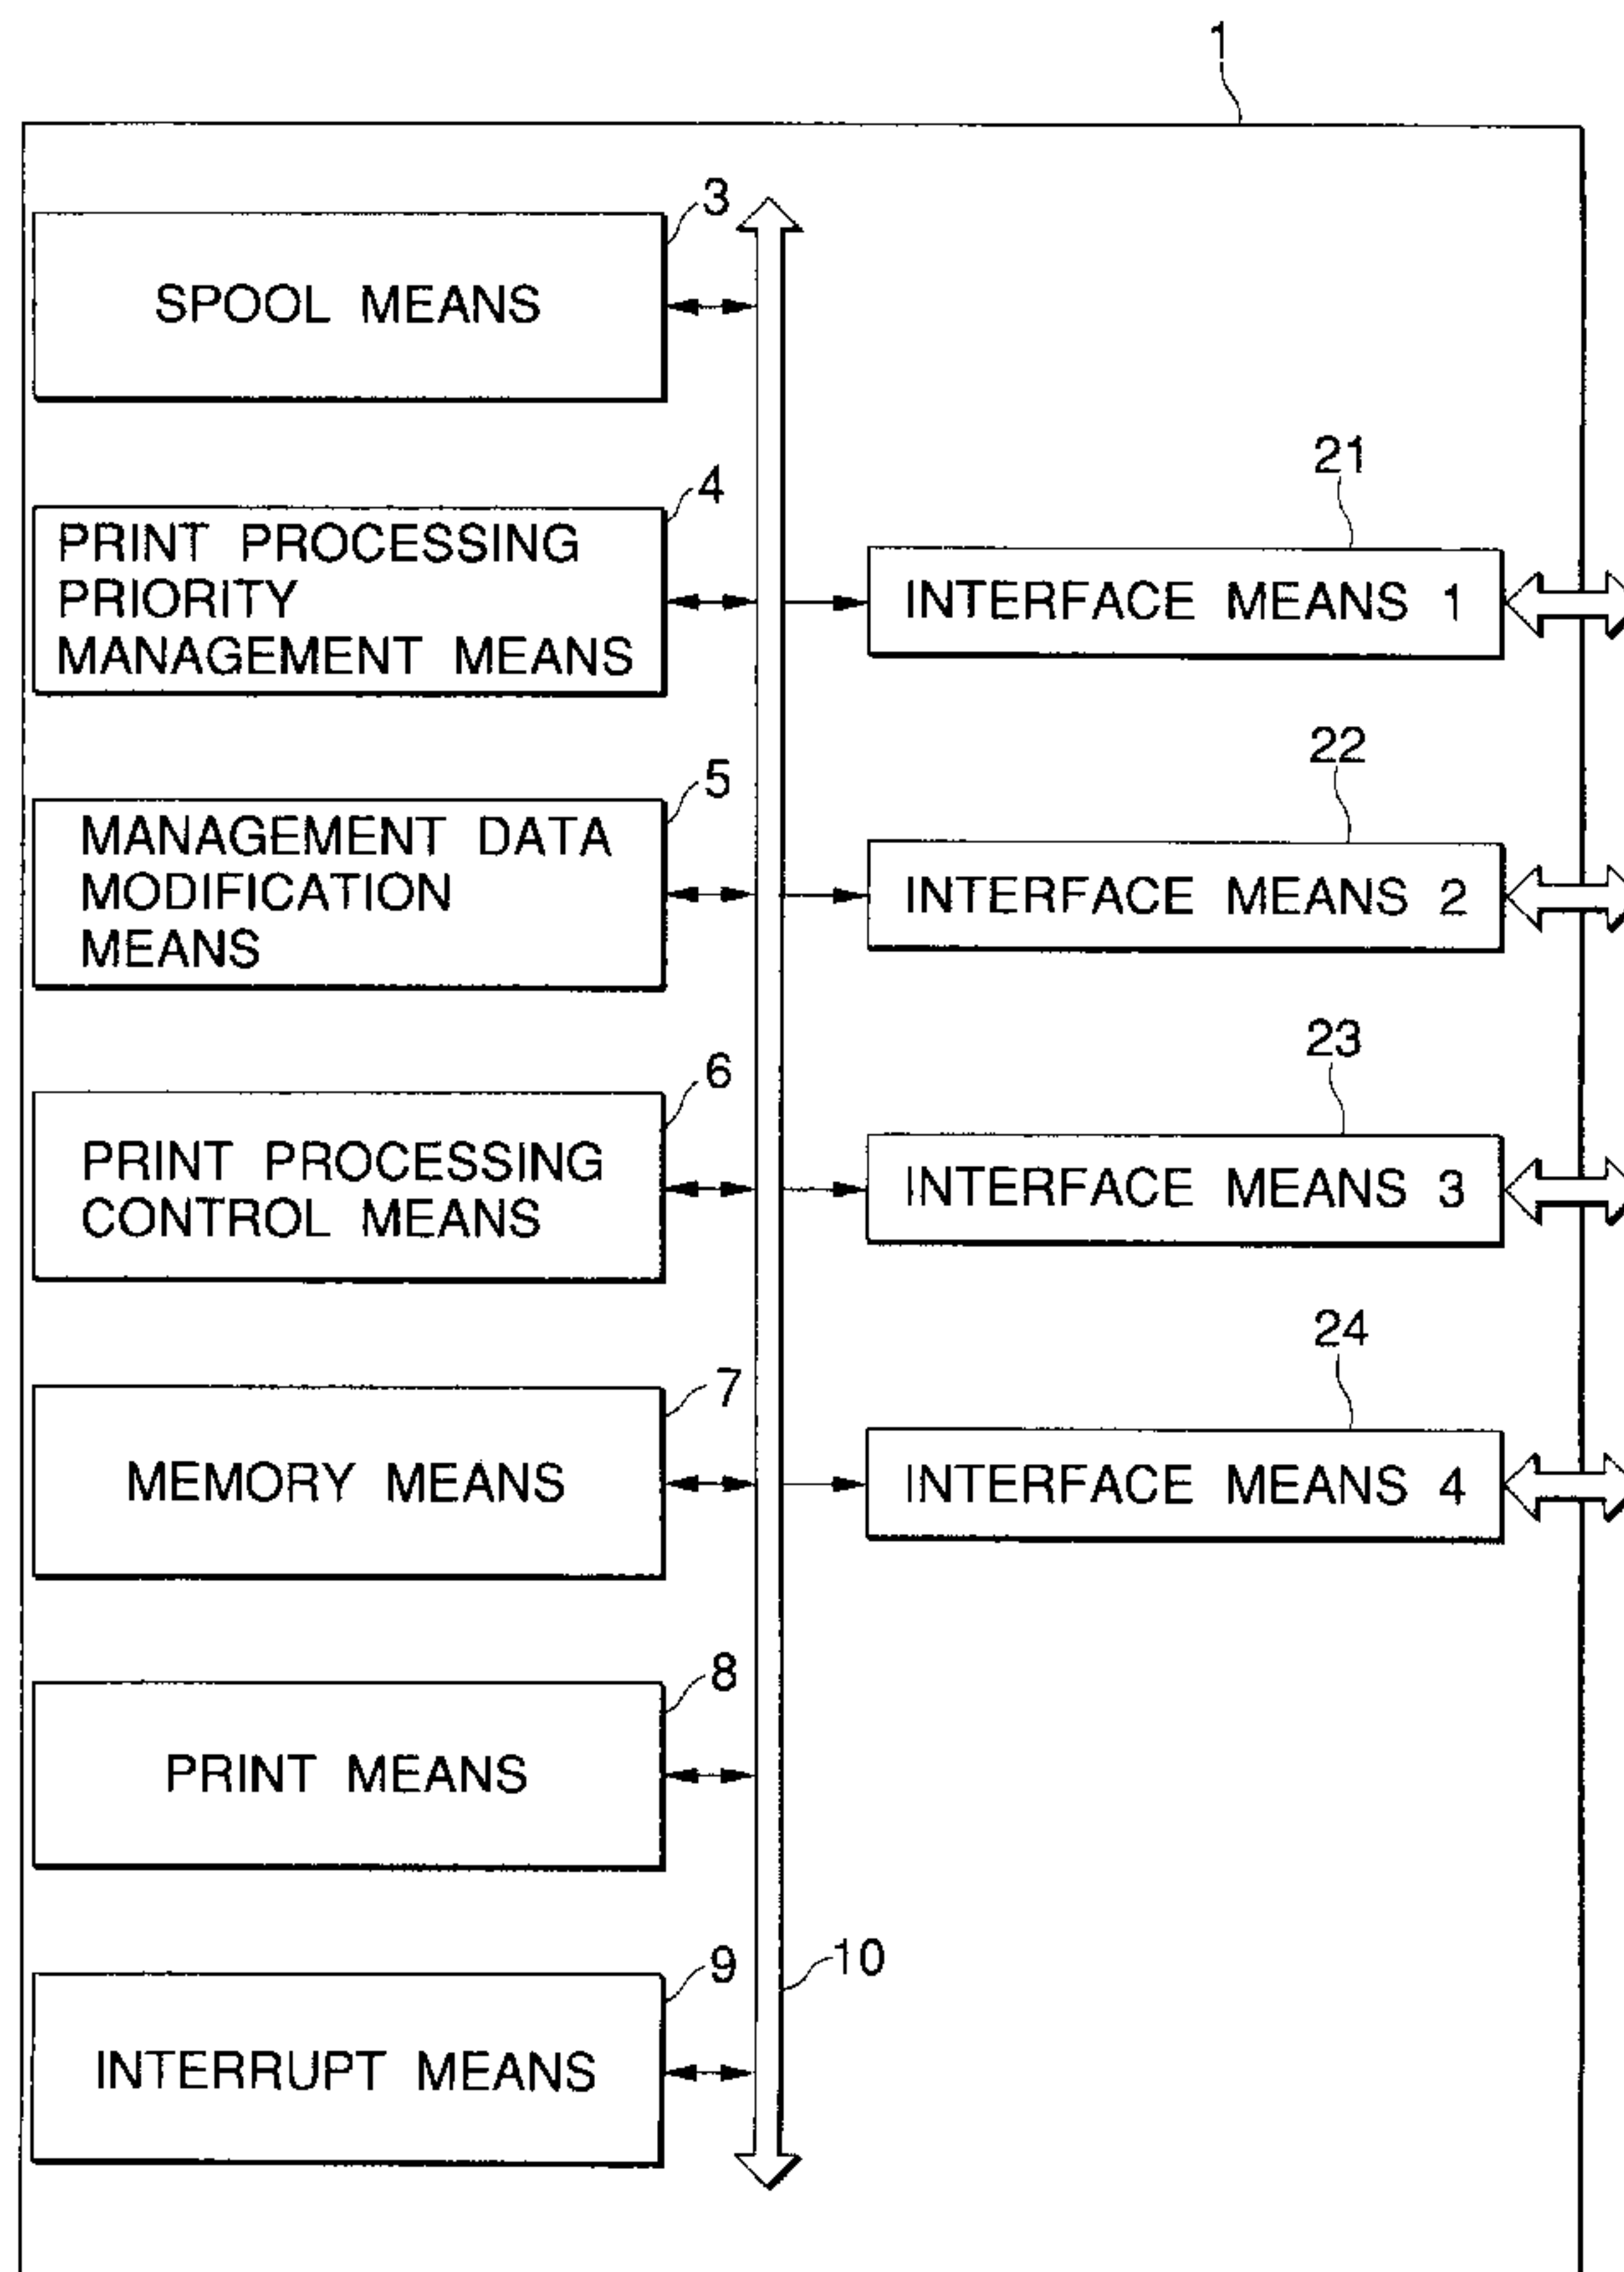 1
3
SPOOL MEANS
4
PRINT PROCESSING
PRIORITY
MANAGEMENT MEANS
21
INTERFACE MEANS 1
5
MANAGEMENT DATA
MODIFICATION
MEANS
22
INTERFACE MEANS 2
6
PRINT PROCESSING
CONTROL MEANS
23
INTERFACE MEANS 3
7
MEMORY MEANS
24
INTERFACE MEANS 4
8
PRINT MEANS
9
INTERRUPT MEANS
10